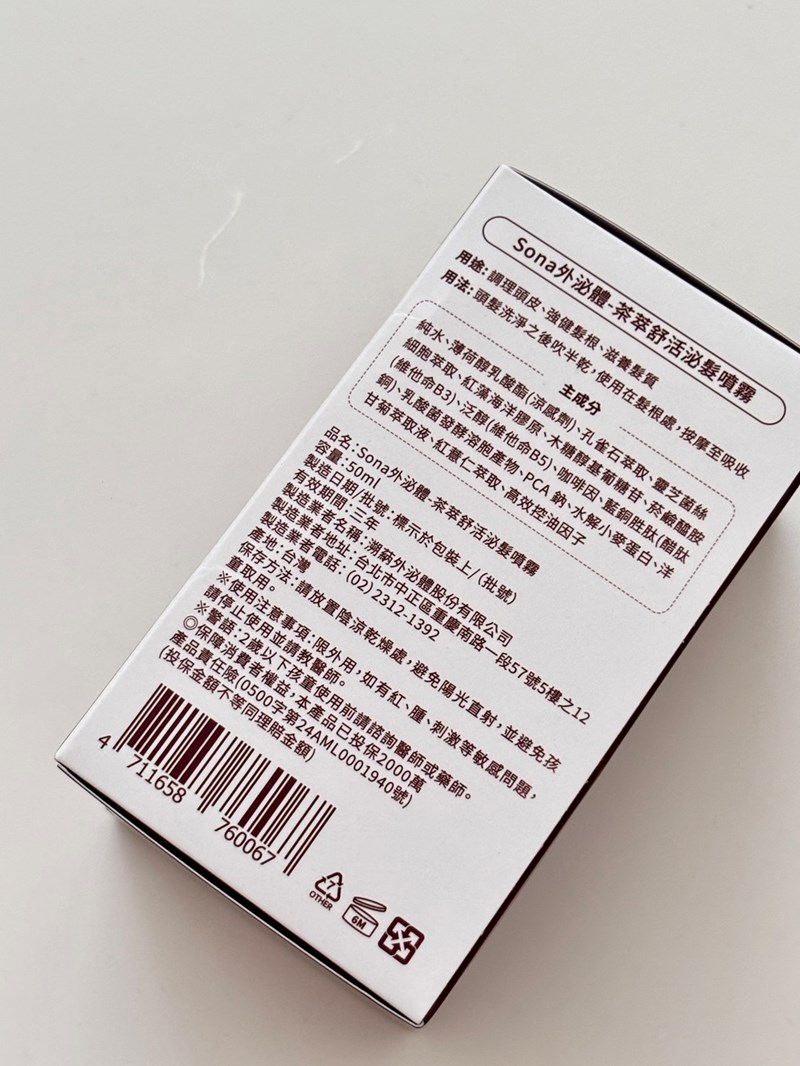 Sona外泌體-茶萃舒活泌髮噴霧
用途:調理頭皮、強健髮根、滋養髮質
用法:頭髮洗淨之後吹半乾,使用在髮根處,按摩至吸收
主成分
純水、薄荷醇乳酸酯(涼感劑)、孔雀石萃取、靈芝菌絲
細胞萃取、紅藻海洋膠原、木糖醇基葡糖苷、菸鹼醯胺
(維他命B3)、泛醇(維他命B5)、咖啡因、藍銅胜肽(醋肽
銅)、乳酸菌發酵溶胞產物、PCA 鈉、水解小麥蛋白、洋
甘菊萃取液、紅薏仁萃取、高效控油因子
品名:Sona外泌體-茶萃舒活泌髮噴霧
容量:50ml
製造日期/批號:標示於包裝上/(批號)
有效期間:三年
製造業者名稱:溯蒳外泌體股份有限公司
製造業者地址:台北市中正區重慶南路一段57號5樓之12
製造業者電話:(02)2312-1392
產地:台灣
保存方法:請放置陰涼乾燥處,避免陽光直射;並避免孩
童取用。
※使用注意事項:限外用,如有紅、腫、刺激等敏感問題,
請停止使用並請教醫師。
※警語:2歲以下孩童使用前請諮詢醫師或藥師。
◎保障消費者權益,本產品已投保2000萬
產品責任險(0500字第24AML0001940號)
(投保金額不等同理賠金額)
4 711658 760067
7
OTHER
6M